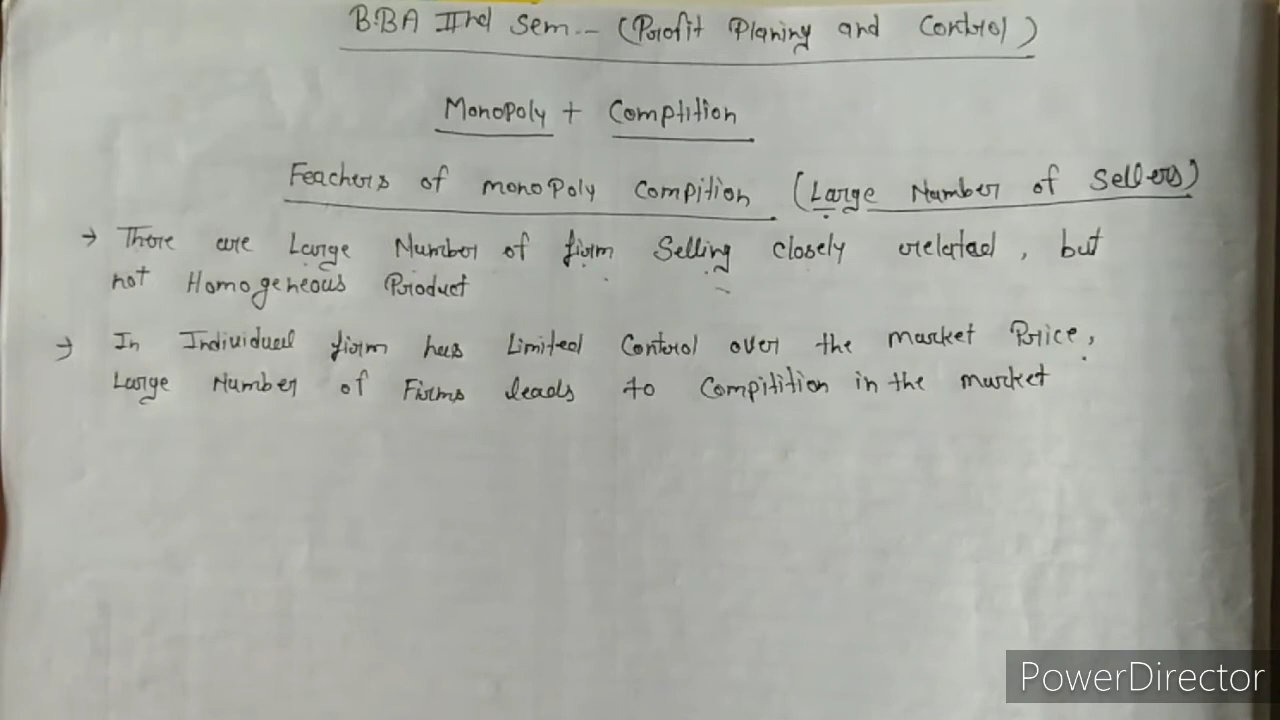 B.BA IInd Sem.- (Profit Planing and Control)
Monopoly + Comptition
Feachers of monopoly Compition (Large Number of Sellers)
→ There are Large Number of firm Selling closely related, but
not Homogeneous Product
→ In Individual firm has Limited Control over the market Price,
Large Number of Firms leads to Compitition in the market
PowerDirector